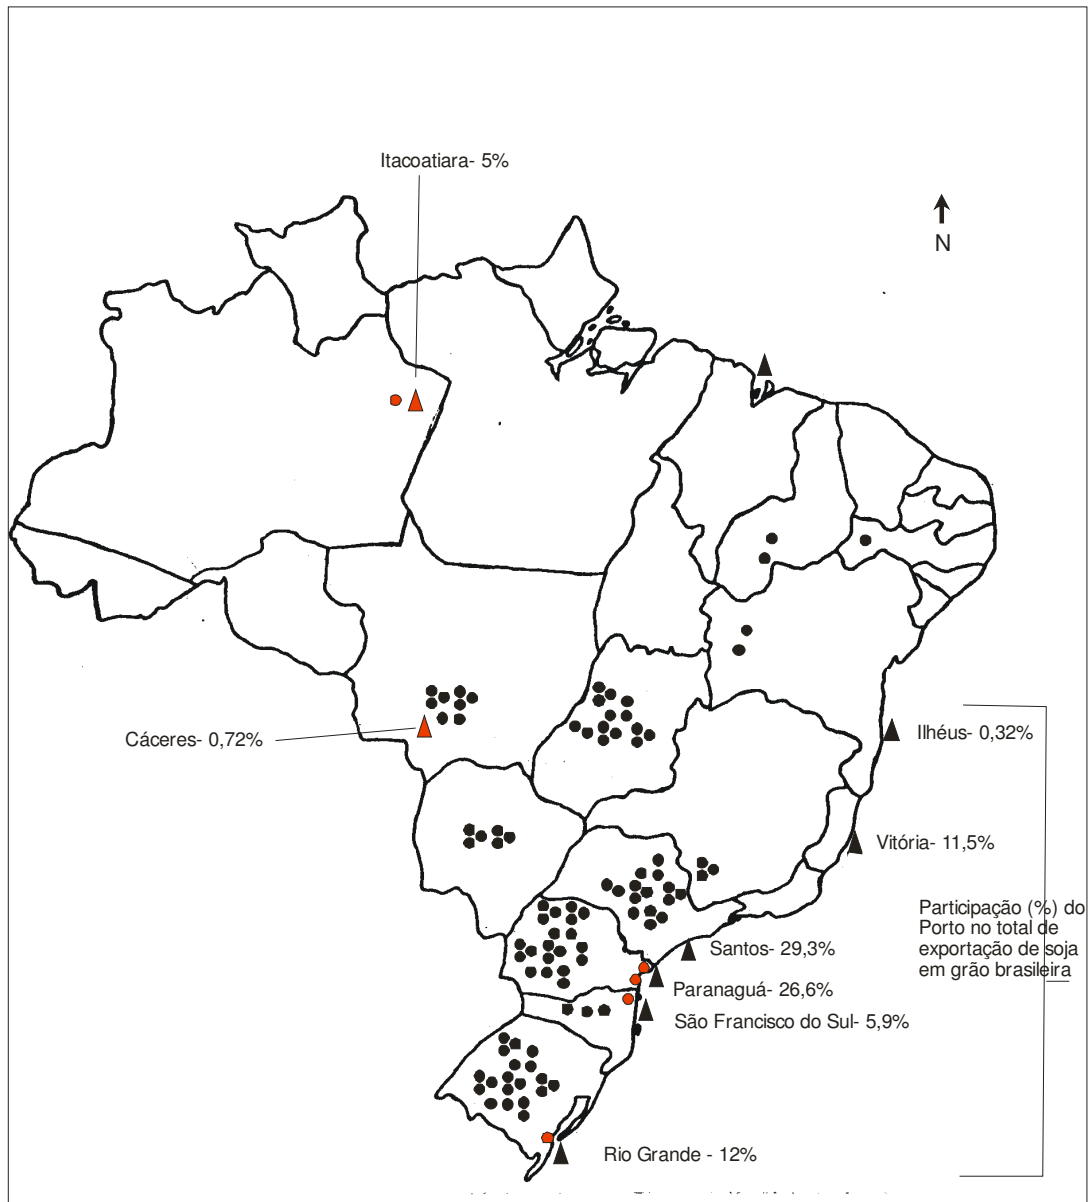 Itacoatiara- 5%
N
Cáceres- 0,72%
Ilhéus- 0,32%
Vitória- 11,5%
Participação (%) do
Porto no total de
exportação de soja
em grão brasileira
Santos- 29,3%
Paranaguá- 26,6%
São Francisco do Sul- 5,9%
Rio Grande - 12%